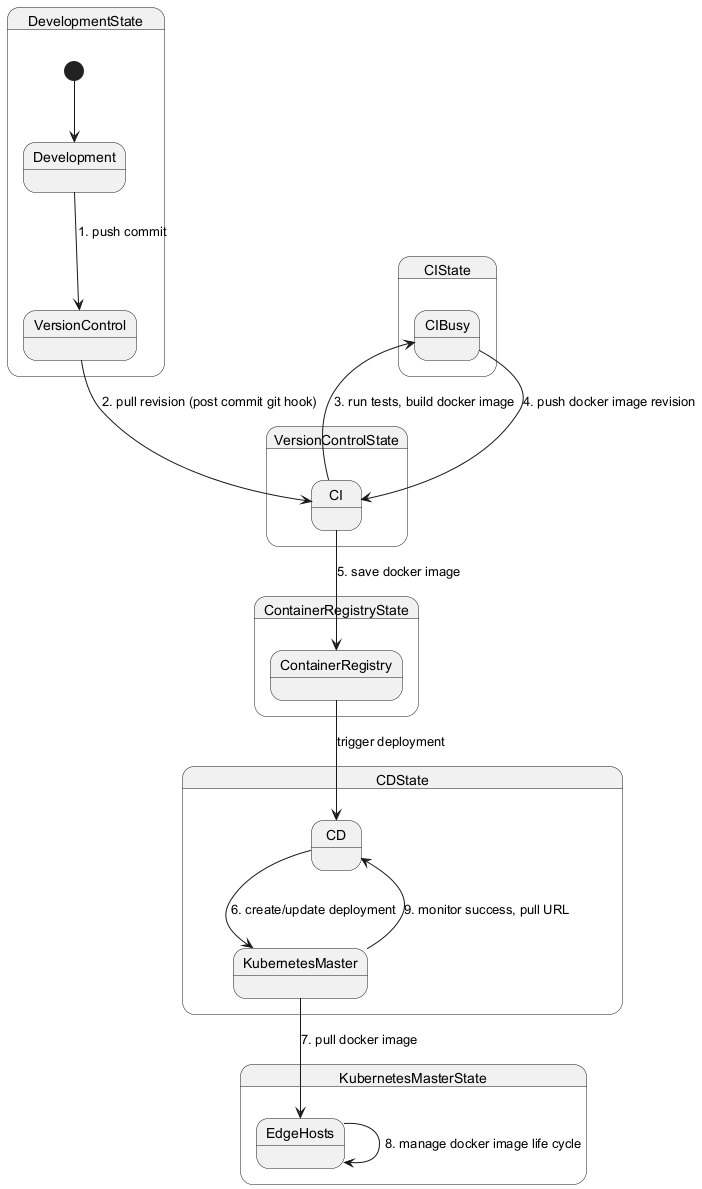 DevelopmentState
Development
1. push commit
VersionControl
CIState
CIBusy
2. pull revision (post commit git hook)
3. run tests, build docker image
4. push docker image revision
VersionControlState
CI
5. save docker image
ContainerRegistryState
ContainerRegistry
trigger deployment
CDState
CD
6. create/update deployment
9. monitor success, pull URL
KubernetesMaster
7. pull docker image
KubernetesMasterState
EdgeHosts
8. manage docker image life cycle